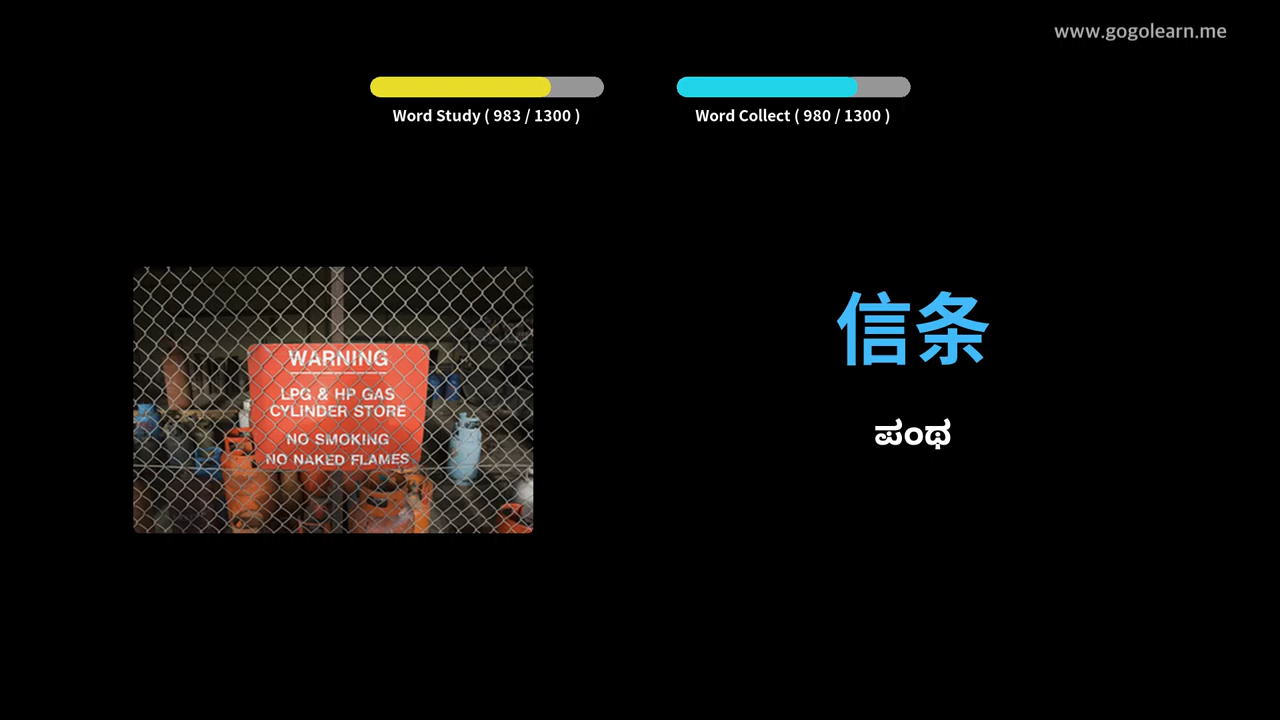 www.gogolearn.me
Word Study ( 983 / 1300 )
Word Collect ( 980 / 1300 )
WARNING
LPG & HP GAS
CYLINDER STORE
NO SMOKING
NO NAKED FLAMES
信条
ಪಂಥ